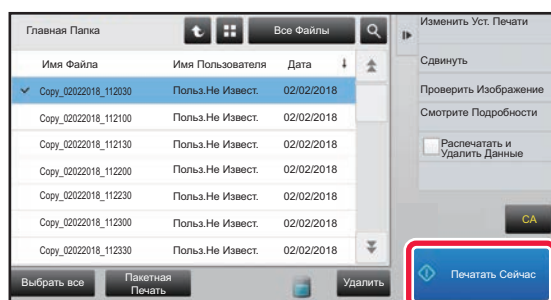 Главная Папка
Все Файлы
Имя Файла Имя Пользователя Дата
Copy_02022018_112030 Польз.Не Извест. 02/02/2018
Copy_02022018_112100 Польз.Не Извест. 02/02/2018
Copy_02022018_112130 Польз.Не Извест. 02/02/2018
Copy_02022018_112200 Польз.Не Извест. 02/02/2018
Copy_02022018_112230 Польз.Не Извест. 02/02/2018
Copy_02022018_112300 Польз.Не Извест. 02/02/2018
Copy_02022018_112330 Польз.Не Извест. 02/02/2018
Выбрать все
Пакетная
Печать
Удалить
Изменить Уст. Печати
Сдвинуть
Проверить Изображение
Смотрите Подробности
Распечатать и
Удалить Данные
CA
Печатать Сейчас